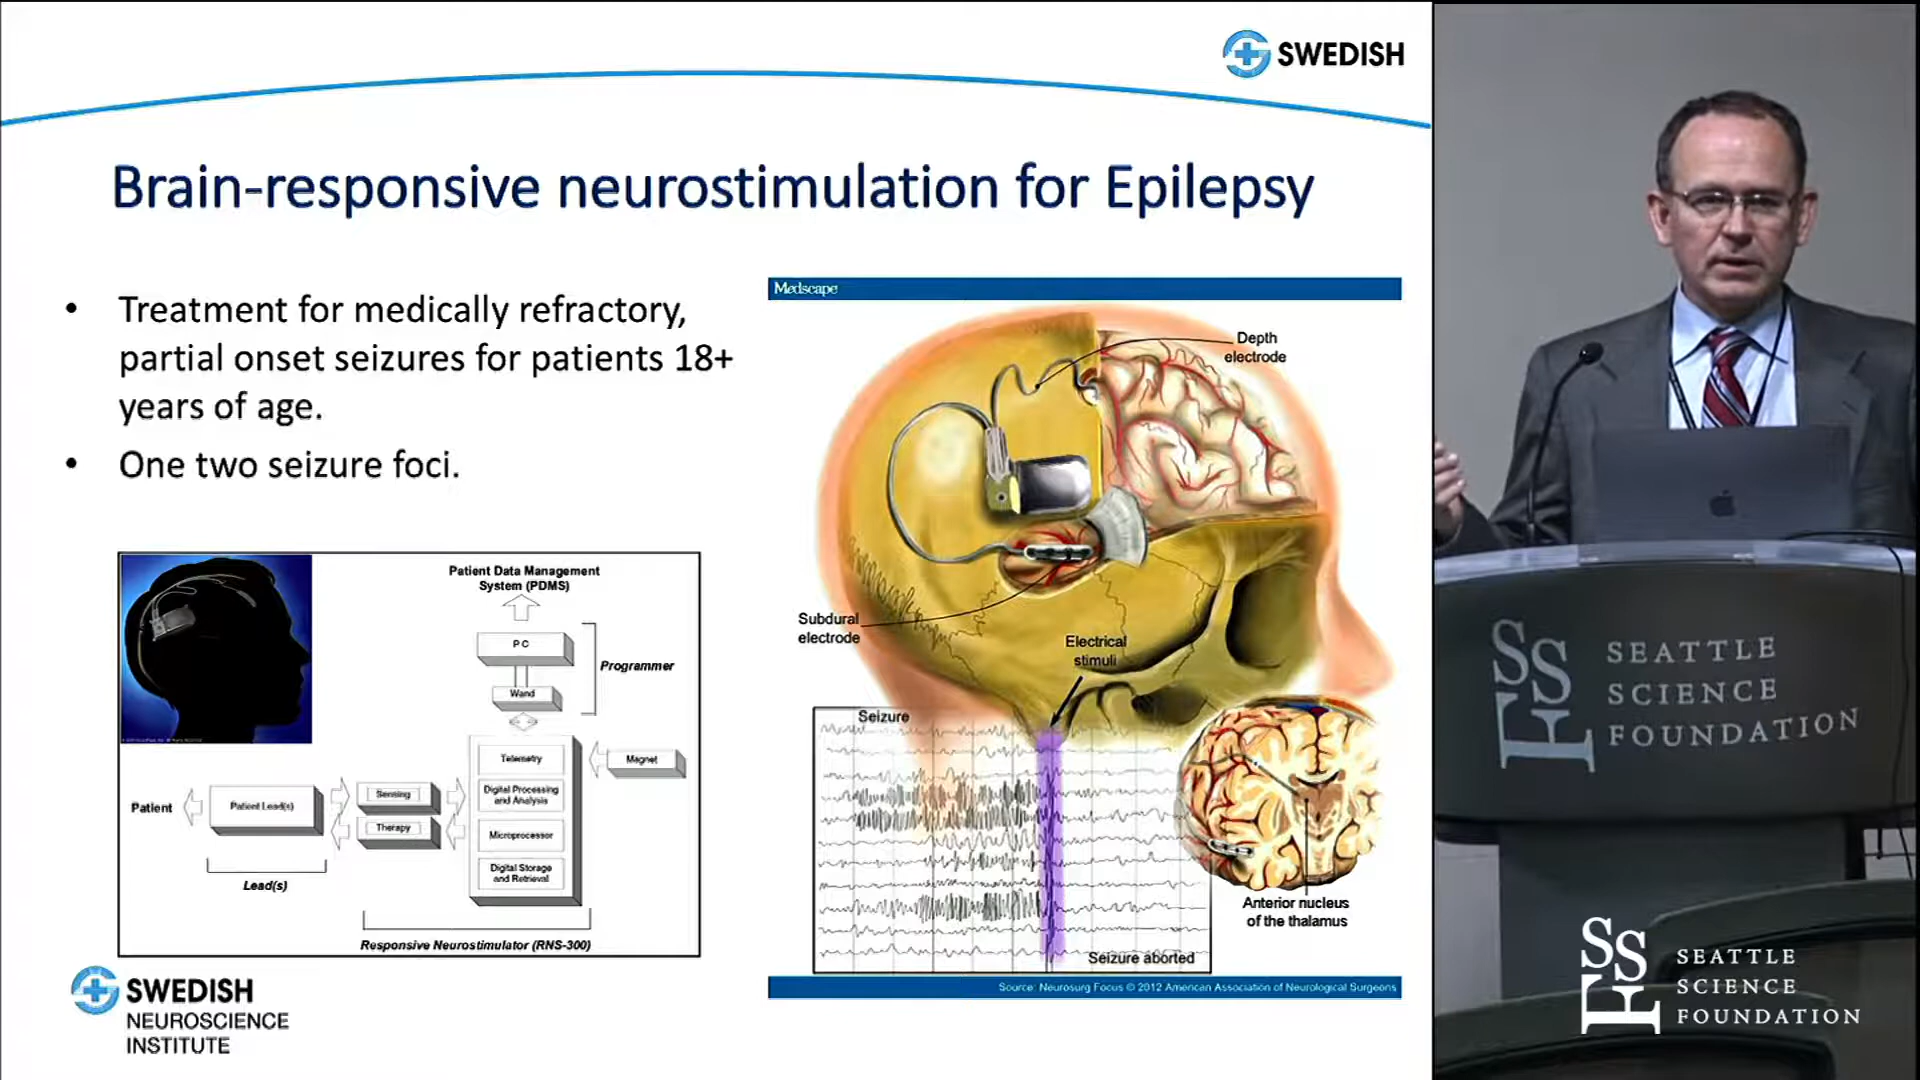 SWEDISH
Brain-responsive neurostimulation for Epilepsy
• Treatment for medically refractory,
partial onset seizures for patients 18+
years of age.
• One two seizure foci.
Patient Data Management
System (PDMS)
PC
Programmer
Wand
Telemetry
Magnet
Digital Processing
and Analysis
Sensing
Patient
Patient Lead(s)
Therapy
Microprocessor
Digital Storage
and Retrieval
Lead(s)
Responsive Neurostimulator (RNS-300)
Medscape
Depth
electrode
Subdural
electrode
Electrical
stimuli
Seizure
Anterior nucleus
of the thalamus
Seizure aborted
Source: Neurosurg Focus © 2012 American Association of Neurological Surgeons
SWEDISH
NEUROSCIENCE
INSTITUTE
SSF
SEATTLE
SCIENCE
FOUNDATION
SSF
SEATTLE
SCIENCE
FOUNDATION